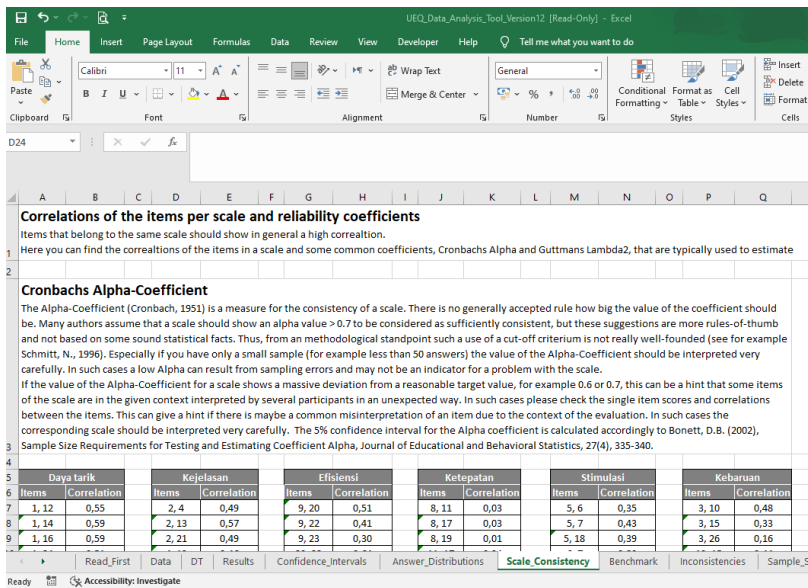 UEQ_Data_Analysis_Tool_Version12 [Read-Only] - Excel
File Home Insert Page Layout Formulas Data Review View Developer Help Tell me what you want to do
Calibri 11 A A Wrap Text General Insert
Paste B I U A Merge & Center % , Conditional Format as Cell Delete
Formatting Table Styles Format
Clipboard Font Alignment Number Styles Cells
D24 fx
A B C D E F G H I J K L M N O P Q
Correlations of the items per scale and reliability coefficients
Items that belong to the same scale should show in general a high correaltion.
1 Here you can find the correaltions of the items in a scale and some common coefficients, Cronbachs Alpha and Guttmans Lambda2, that are typically used to estimate
2
Cronbachs Alpha-Coefficient
The Alpha-Coefficient (Cronbach, 1951) is a measure for the consistency of a scale. There is no generally accepted rule how big the value of the coefficient should
be. Many authors assume that a scale should show an alpha value > 0.7 to be considered as sufficiently consistent, but these suggestions are more rules-of-thumb
and not based on some sound statistical facts. Thus, from an methodological standpoint such a use of a cut-off criterium is not really well-founded (see for example
Schmitt, N., 1996). Especially if you have only a small sample (for example less than 50 answers) the value of the Alpha-Coefficient should be interpreted very
carefully. In such cases a low Alpha can result from sampling errors and may not be an indicator for a problem with the scale.
If the value of the Alpha-Coefficient for a scale shows a massive deviation from a reasonable target value, for example 0.6 or 0.7, this can be a hint that some items
of the scale are in the given context interpreted by several participants in an unexpected way. In such cases please check the single item scores and correlations
between the items. This can give a hint if there is maybe a common misinterpretation of an item due to the context of the evaluation. In such cases the
corresponding scale should be interpreted very carefully. The 5% confidence interval for the Alpha coefficient is calculated accordingly to Bonett, D.B. (2002),
3 Sample Size Requirements for Testing and Estimating Coefficient Alpha, Journal of Educational and Behavioral Statistics, 27(4), 335-340.
4
5 Daya tarik Kejelasan Efisiensi Ketepatan Stimulasi Kebaruan
6 Items Correlation Items Correlation Items Correlation Items Correlation Items Correlation Items Correlation
7 1, 12 0,55 2, 4 0,49 9, 20 0,51 8, 11 0,03 5, 6 0,35 3, 10 0,48
8 1, 14 0,59 2, 13 0,57 9, 22 0,41 8, 17 0,03 5, 7 0,43 3, 15 0,33
9 1, 16 0,59 2, 21 0,49 9, 23 0,30 8, 19 0,01 5, 18 0,39 3, 26 0,16
Read_First Data DT Results Confidence_Intervals Answer_Distributions Scale_Consistency Benchmark Inconsistencies Sample_S
Ready Accessibility: Investigate